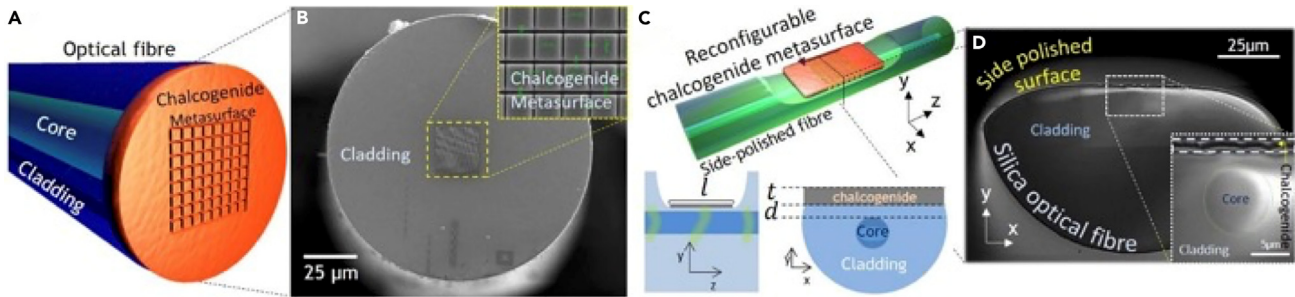 A
Optical fibre
Core
Cladding
Chalcogenide
Metasurface
B
Chalcogenide
Metasurface
Cladding
25 µm
C
Reconfigurable
chalcogenide metasurface
Side-polished fibre
y
z
x
l
y
z
t
d
chalcogenide
Core
Cladding
y
x
D
25µm
Side polished
surface
Cladding
Silica optical fibre
y
x
Core
Cladding
Chalcogenide
5µm